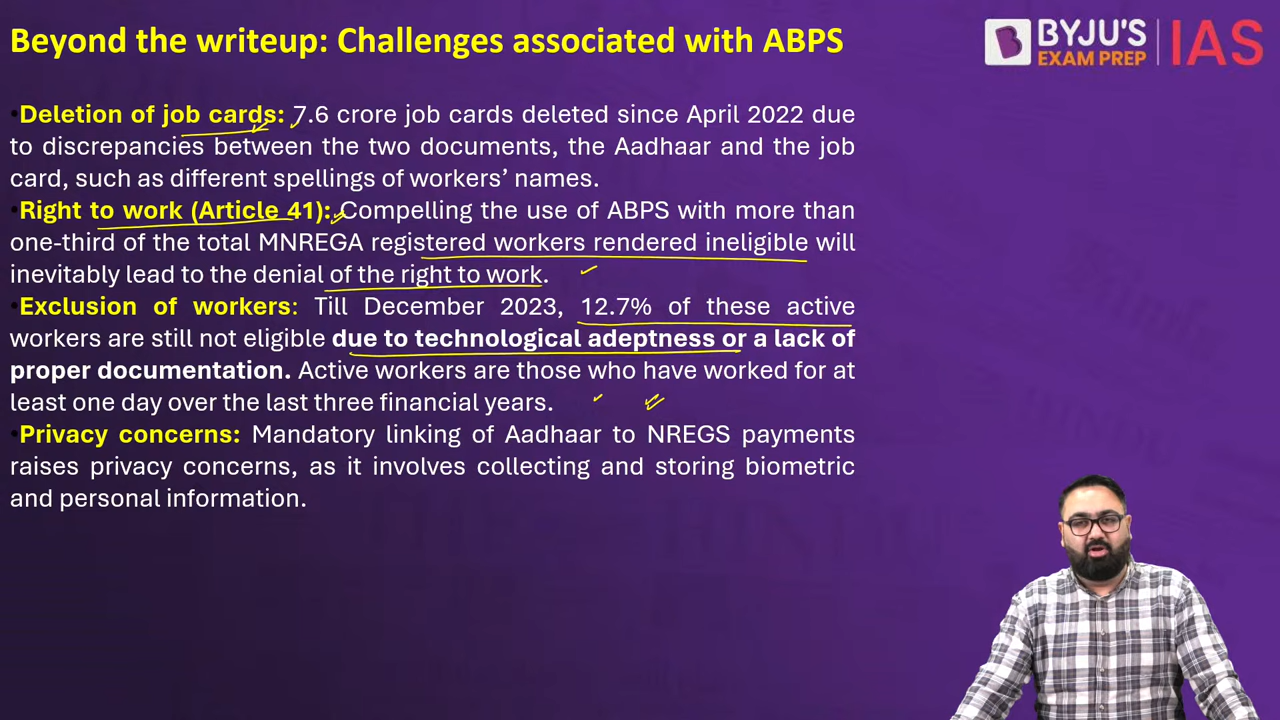 Beyond the writeup: Challenges associated with ABPS
BYJU'S
EXAM PREP
IAS
•Deletion of job cards: 7.6 crore job cards deleted since April 2022 due
to discrepancies between the two documents, the Aadhaar and the job
card, such as different spellings of workers’ names.
•Right to work (Article 41): Compelling the use of ABPS with more than
one-third of the total MNREGA registered workers rendered ineligible will
inevitably lead to the denial of the right to work.
•Exclusion of workers: Till December 2023, 12.7% of these active
workers are still not eligible due to technological adeptness or a lack of
proper documentation. Active workers are those who have worked for at
least one day over the last three financial years.
•Privacy concerns: Mandatory linking of Aadhaar to NREGS payments
raises privacy concerns, as it involves collecting and storing biometric
and personal information.